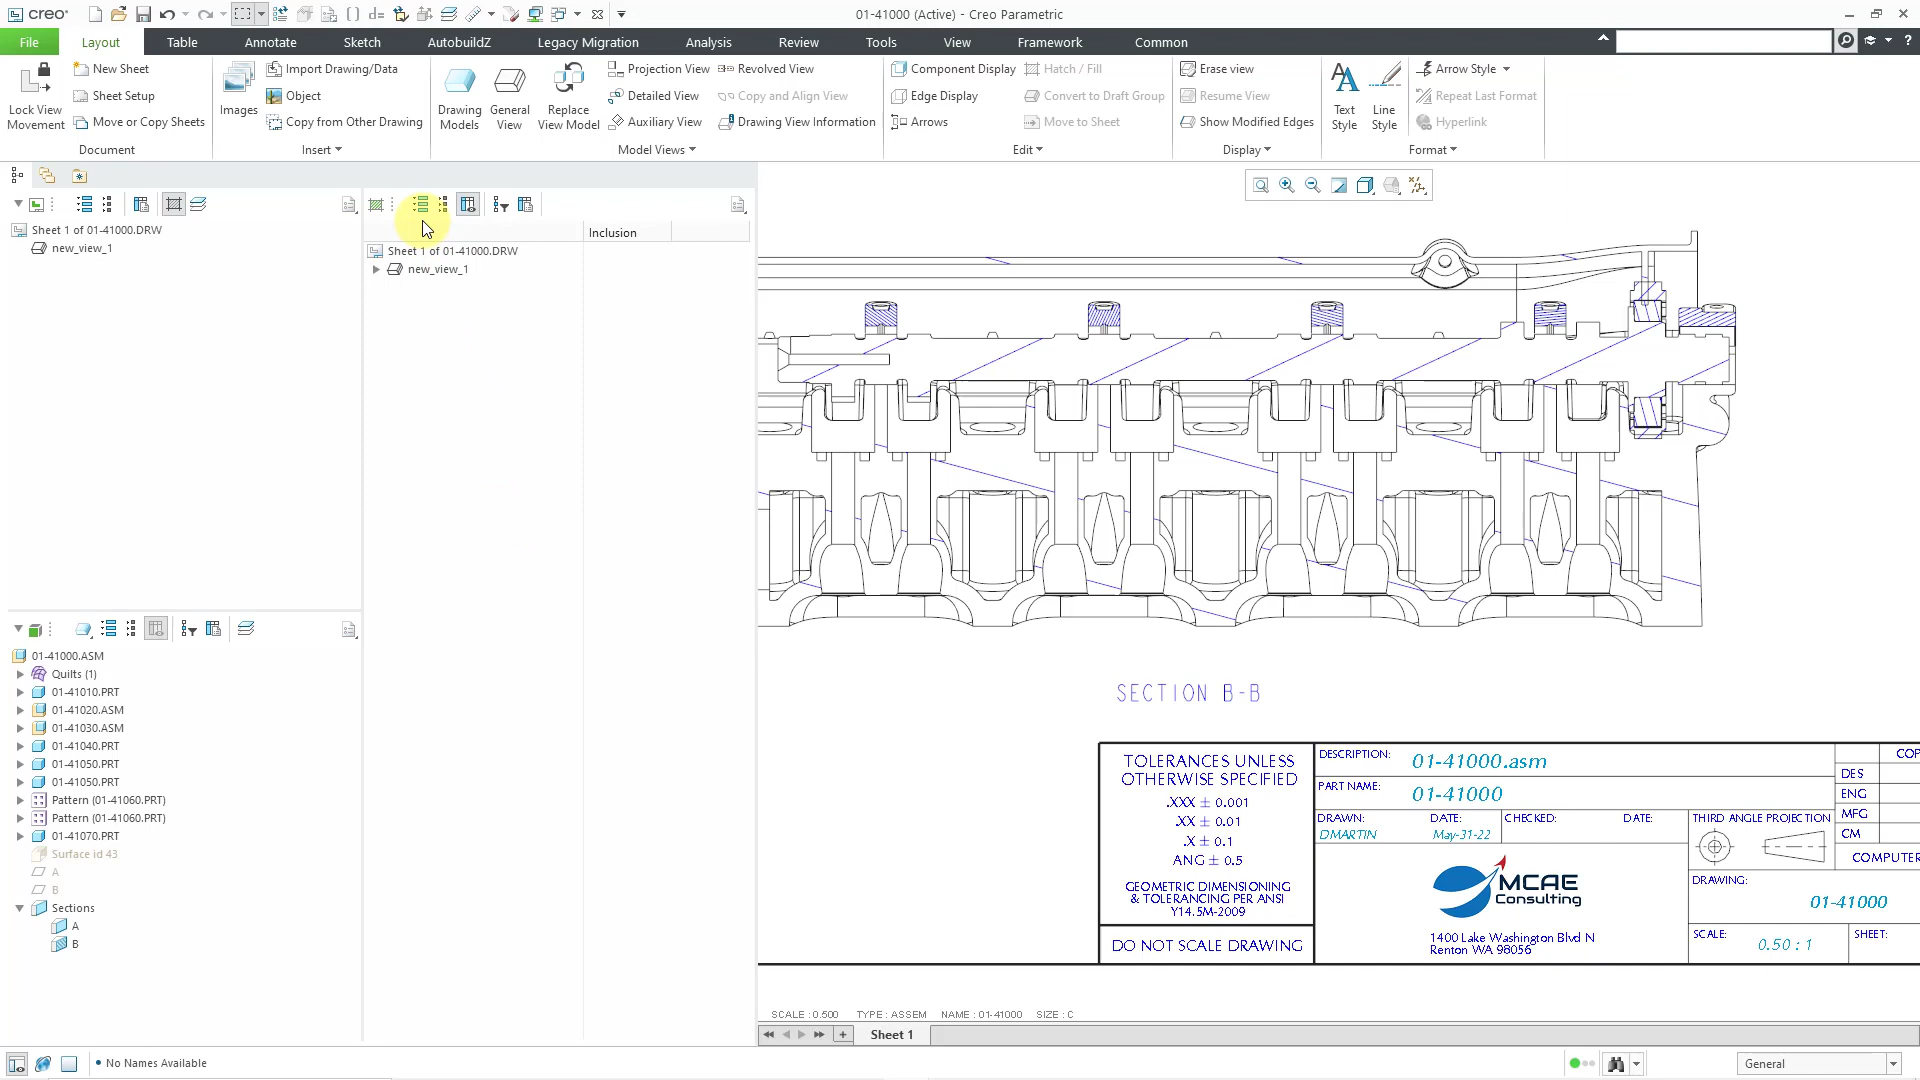 creo
01-41000 (Active) - Creo Parametric
File
Layout
Table
Annotate
Sketch
AutobuildZ
Legacy Migration
Analysis
Review
Tools
View
Framework
Common
Lock View Movement
New Sheet
Sheet Setup
Move or Copy Sheets
Document
Images
Import Drawing/Data
Object
Copy from Other Drawing
Insert
Drawing Models
General View
Replace View Model
Projection View
Detailed View
Auxiliary View
Revolved View
Copy and Align View
Drawing View Information
Model Views
Component Display
Edge Display
Arrows
Hatch / Fill
Convert to Draft Group
Move to Sheet
Edit
Erase view
Resume View
Show Modified Edges
Display
Text Style
Line Style
Arrow Style
Repeat Last Format
Hyperlink
Format
Sheet 1 of 01-41000.DRW
new_view_1
Inclusion
Sheet 1 of 01-41000.DRW
new_view_1
01-41000.ASM
Quilts (1)
01-41010.PRT
01-41020.ASM
01-41030.ASM
01-41040.PRT
01-41050.PRT
01-41050.PRT
Pattern (01-41060.PRT)
Pattern (01-41060.PRT)
01-41070.PRT
Surface id 43
A
B
Sections
A
B
SECTION B-B
TOLERANCES UNLESS
OTHERWISE SPECIFIED
.XXX ± 0.001
.XX ± 0.01
.X ± 0.1
ANG ± 0.5
GEOMETRIC DIMENSIONING
& TOLERANCING PER ANSI
Y14.5M-2009
DO NOT SCALE DRAWING
DESCRIPTION: 01-41000.asm
PART NAME: 01-41000
DRAWN: DATE: CHECKED: DATE:
DMARTIN May-31-22
THIRD ANGLE PROJECTION
MCAE
Consulting
1400 Lake Washington Blvd N
Renton WA 98056
DRAWING:
01-41000
SCALE: 0.50 : 1
SHEET:
COP
DES
ENG
MFG
CM
COMPUTER
SCALE : 0.500 TYPE : ASSEM NAME : 01-41000 SIZE : C
Sheet 1
No Names Available
General